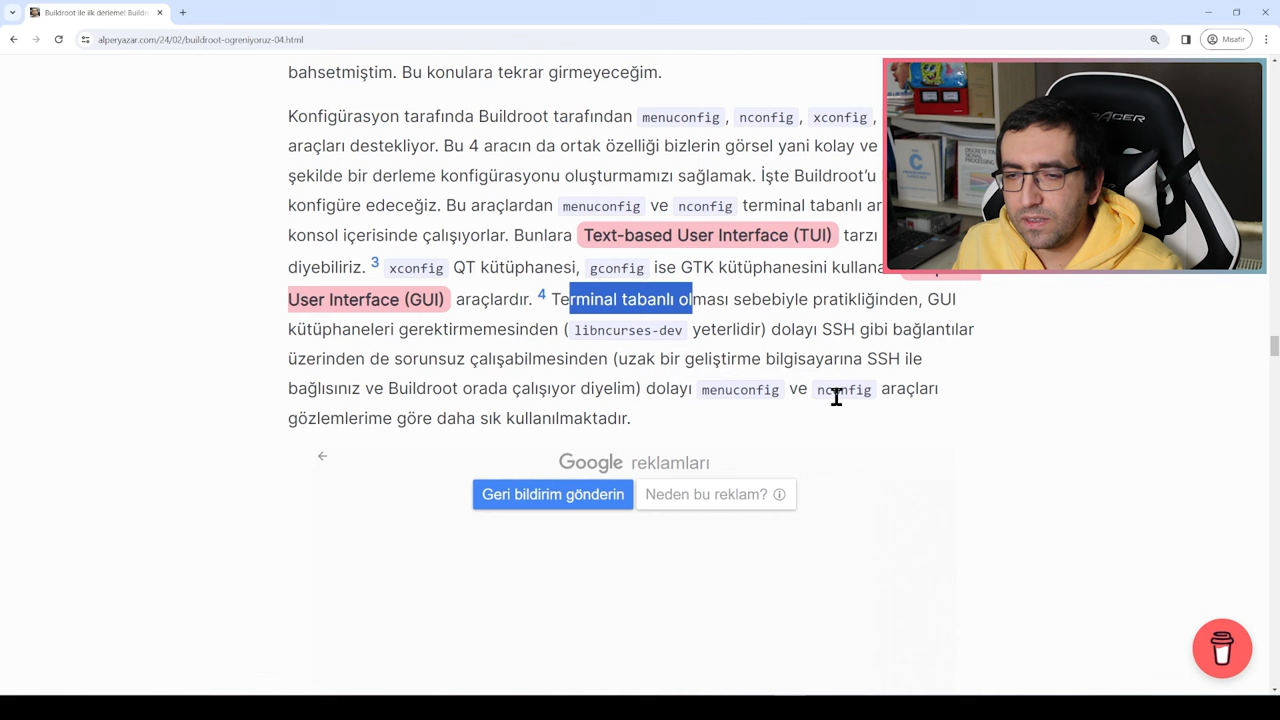 Buildroot ile ilk derleme! Buildr
alperyazar.com/24/02/buildroot-ogreniyoruz-04.html
Misafir
bahsetmiştim. Bu konulara tekrar girmeyeceğim.
Konfigürasyon tarafında Buildroot tarafından menuconfig, nconfig, xconfig,
araçları destekliyor. Bu 4 aracın da ortak özelliği bizlerin görsel yani kolay ve
şekilde bir derleme konfigürasyonu oluşturmamızı sağlamak. İşte Buildroot'u
konfigüre edeceğiz. Bu araçlardan menuconfig ve nconfig terminal tabanlı
konsol içerisinde çalışıyorlar. Bunlara Text-based User Interface (TUI) tarzı
diyebiliriz. 3 xconfig QT kütüphanesi, gconfig ise GTK kütüphanesini
User Interface (GUI) araçlardır. 4 Terminal tabanlı olması sebebiyle pratikliğinden, GUI
kütüphaneleri gerektirmemesinden (libncurses-dev yeterlidir) dolayı SSH gibi bağlantılar
üzerinden de sorunsuz çalışabilmesinden (uzak bir geliştirme bilgisayarına SSH ile
bağlısınız ve Buildroot orada çalışıyor diyelim) dolayı menuconfig ve nconfig araçları
gözlemlerime göre daha sık kullanılmaktadır.
Google reklamları
Geri bildirim gönderin Neden bu reklam?